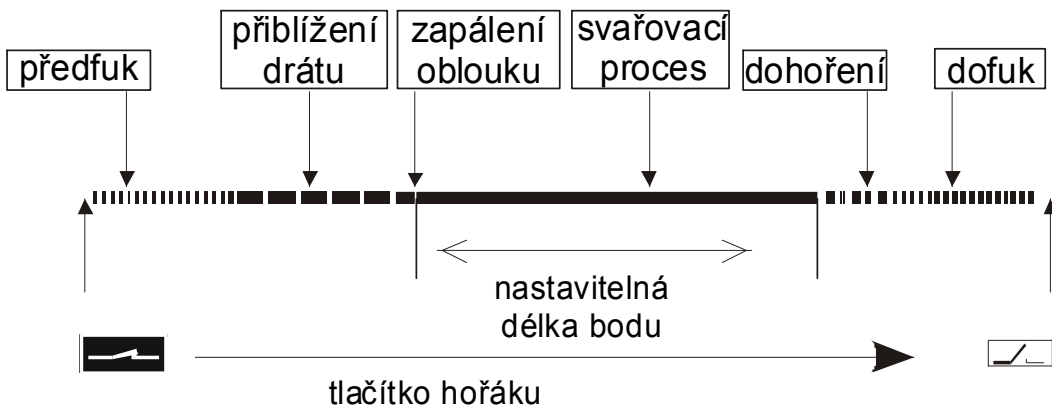 předfuk
přiblížení
drátu
zapálení
oblouku
svařovací
proces
dohoření
dofuk
nastavitelná
délka bodu
tlačítko hořáku